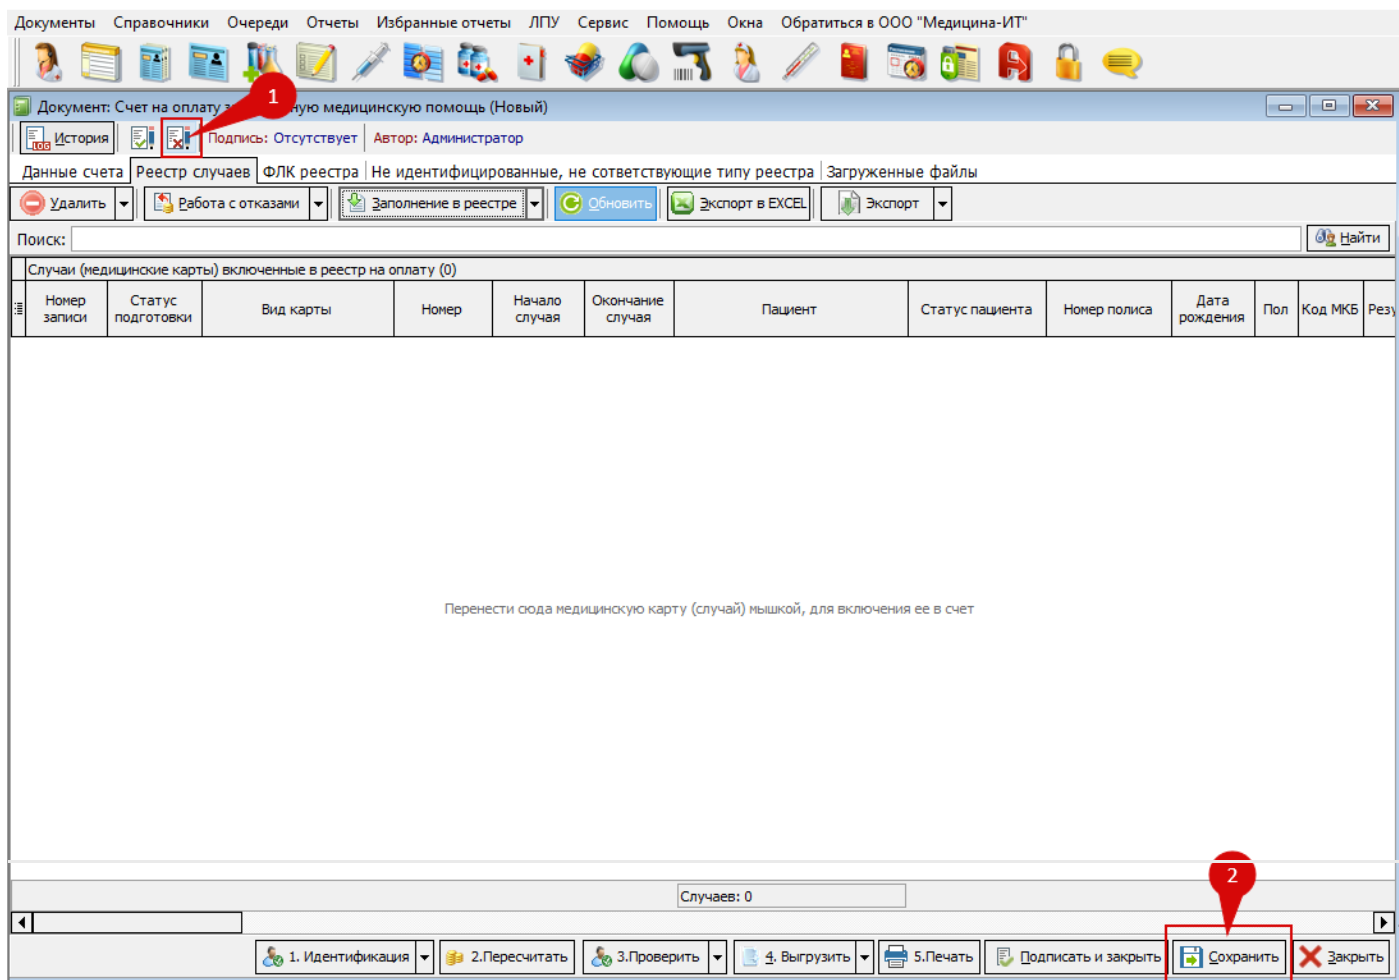 Документы Справочники Очереди Отчеты Избранные отчеты ЛПУ Сервис Помощь Окна Обратиться в ООО "Медицина-ИТ"
1
Документ: Счет на оплату ную медицинскую помощь (Новый)
LOG История Подпись: Отсутствует Автор: Администратор
Данные счета Реестр случаев ФЛК реестра Не идентифицированные, не сответствующие типу реестра Загруженные файлы
Удалить Работа с отказами Заполнение в реестре Обновить Экспорт в EXCEL Экспорт
Поиск: Найти
Случаи (медицинские карты) включенные в реестр на оплату (0)
Номер записи Статус подготовки Вид карты Номер Начало случая Окончание случая Пациент Статус пациента Номер полиса Дата рождения Пол Код МКБ Резу
Перенести сюда медицинскую карту (случай) мышкой, для включения ее в счет
2
Случаев: 0
1. Идентификация 2.Пересчитать 3.Проверить 4. Выгрузить 5.Печать Подписать и закрыть Сохранить Закрыть